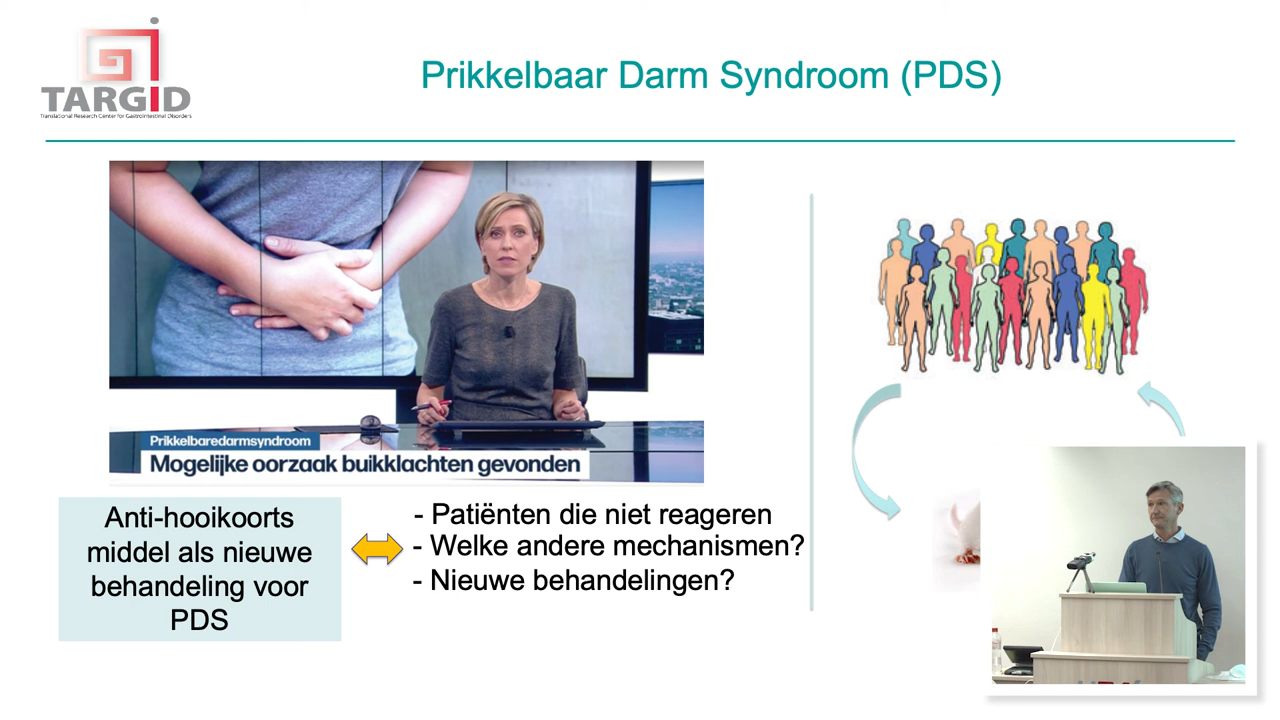 TARGID
Translational Research Center for Gastrointestinal Disorders
Prikkelbaar Darm Syndroom (PDS)
Prikkelbaredarmsyndroom
Mogelijke oorzaak buikklachten gevonden
Anti-hooikoorts
middel als nieuwe
behandeling voor
PDS
- Patiënten die niet reageren
- Welke andere mechanismen?
- Nieuwe behandelingen?